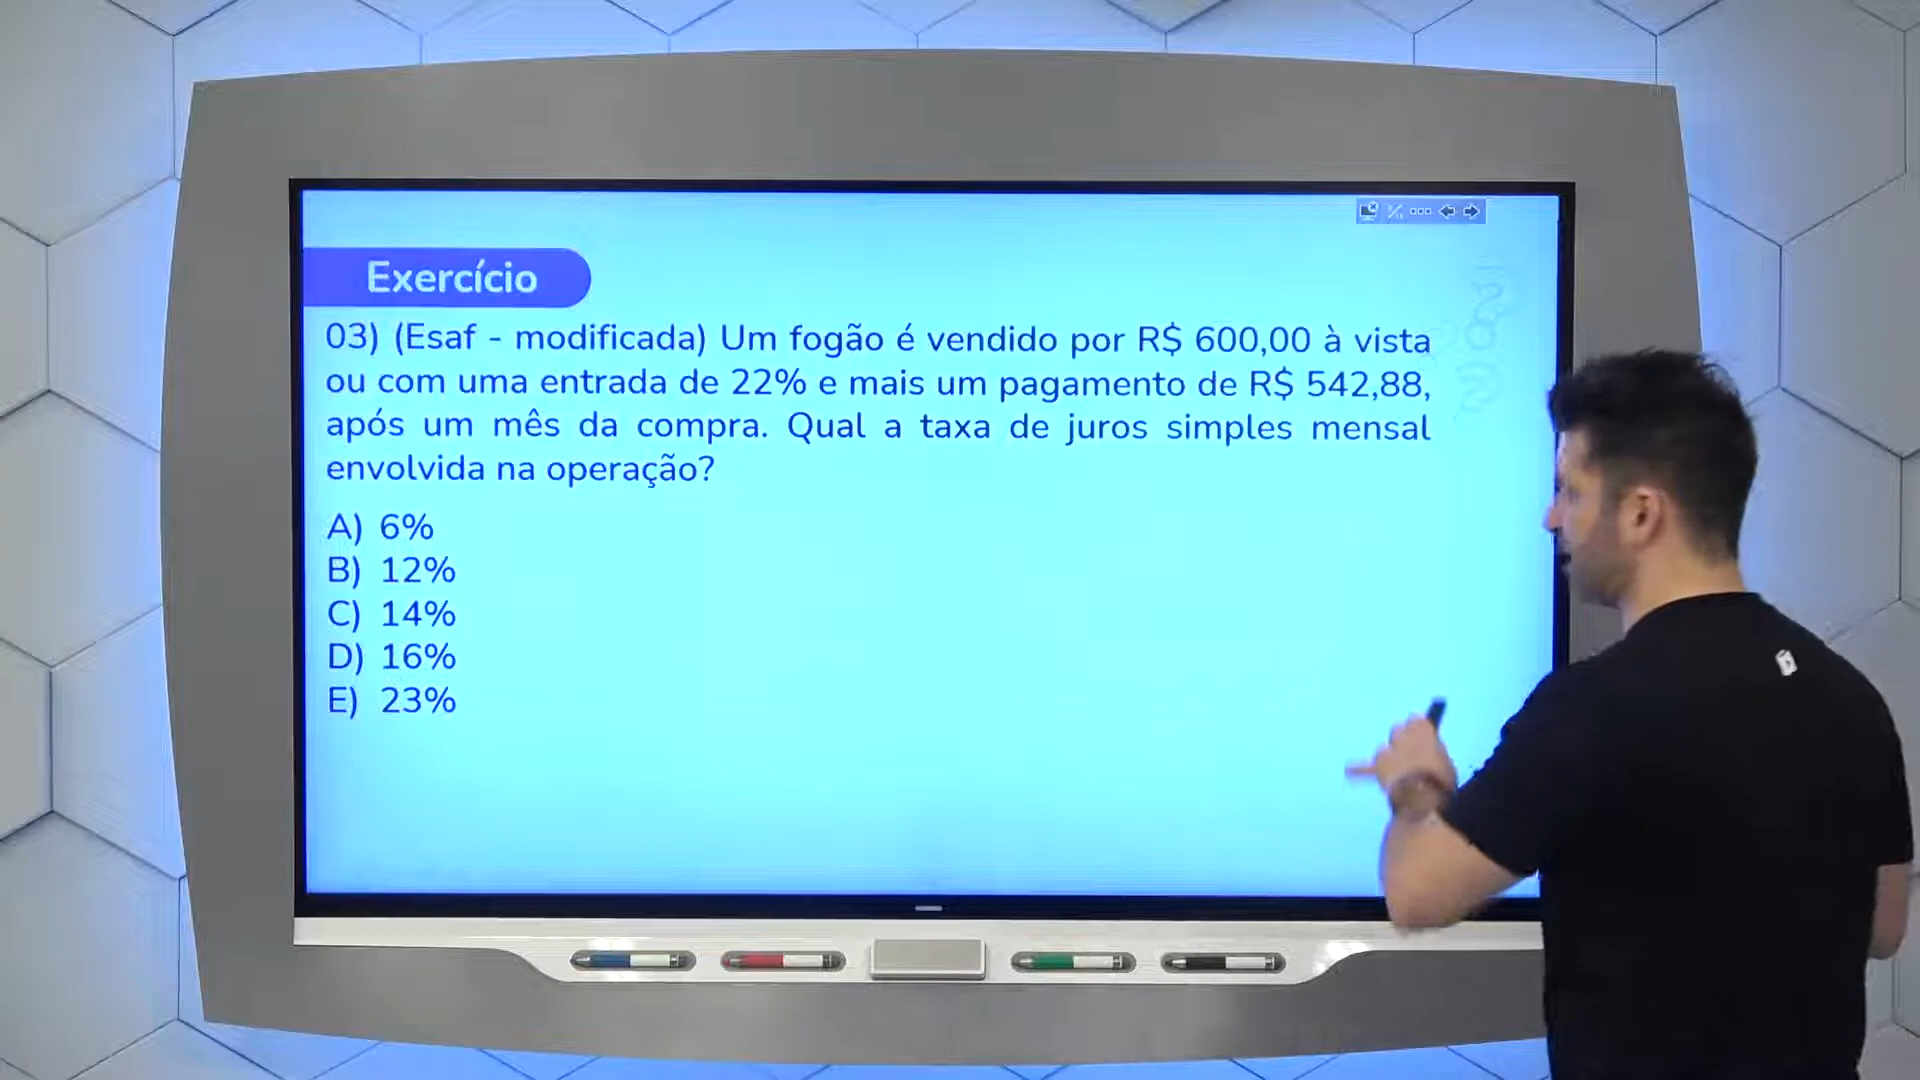 Exercício
03) (Esaf - modificada) Um fogão é vendido por R$ 600,00 à vista
ou com uma entrada de 22% e mais um pagamento de R$ 542,88,
após um mês da compra. Qual a taxa de juros simples mensal
envolvida na operação?
A) 6%
B) 12%
C) 14%
D) 16%
E) 23%